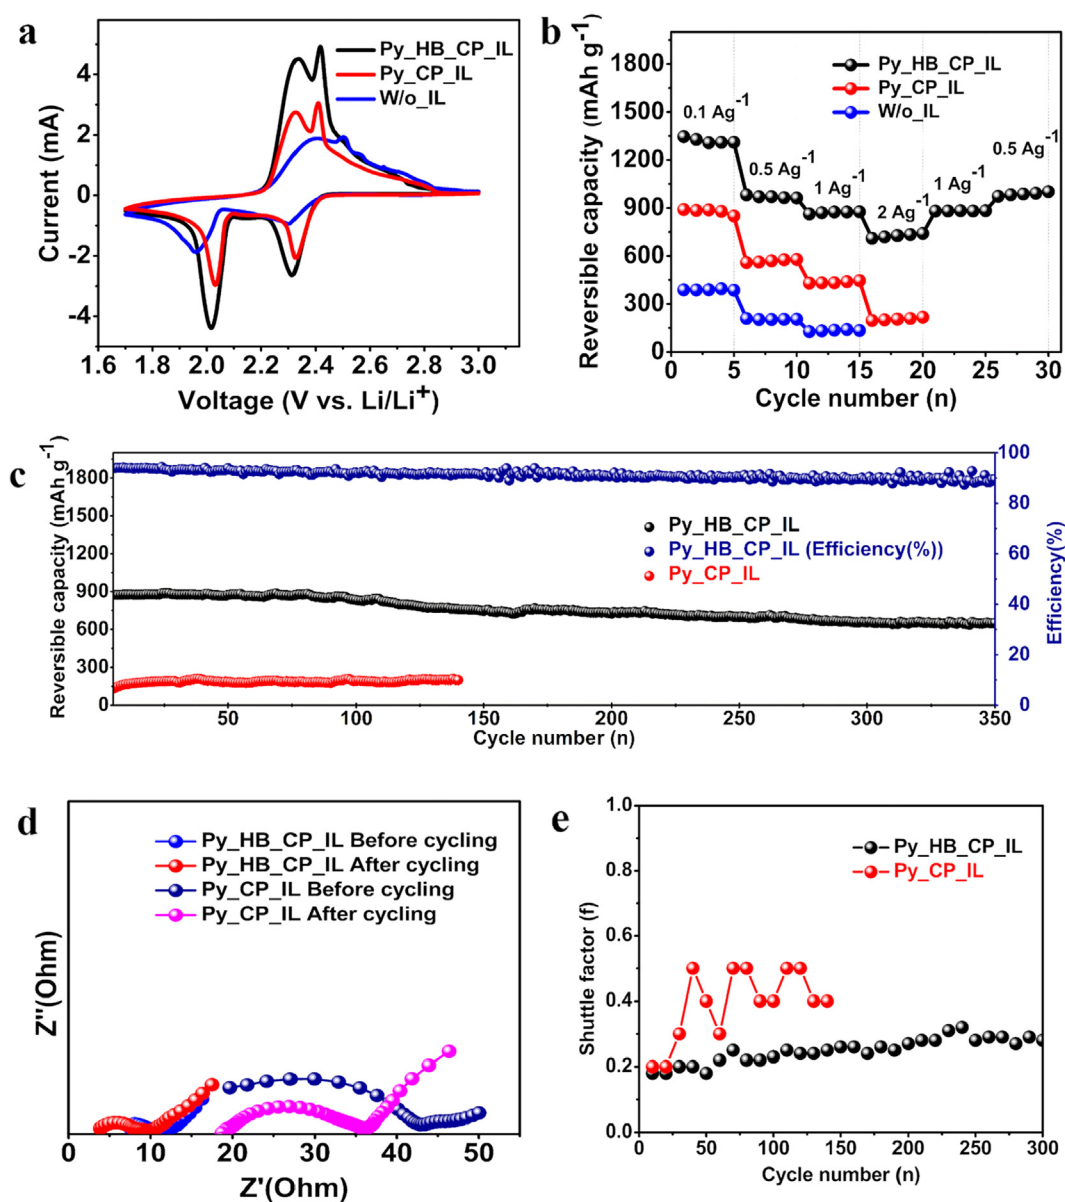 a
Py_HB_CP_IL
Py_CP_IL
W/o_IL
Current (mA)
4
2
0
-2
-4
1.6
1.8
2.0
2.2
2.4
2.6
2.8
3.0
Voltage (V vs. Li/Li⁺)
b
Py_HB_CP_IL
Py_CP_IL
W/o_IL
Reversible capacity (mAh g⁻¹)
1800
1500
1200
900
600
300
0
0.1 Ag⁻¹
0.5 Ag⁻¹
1 Ag⁻¹
2 Ag⁻¹
1 Ag⁻¹
0.5 Ag⁻¹
0
5
10
15
20
25
30
Cycle number (n)
c
Reversible capacity (mAh g⁻¹)
1800
1500
1200
900
600
300
0
Py_HB_CP_IL
Py_HB_CP_IL (Efficiency(%))
Py_CP_IL
100
80
60
40
20
0
Efficiency(%)
50
100
150
200
250
300
350
Cycle number (n)
d
Py_HB_CP_IL Before cycling
Py_HB_CP_IL After cycling
Py_CP_IL Before cycling
Py_CP_IL After cycling
Z"(Ohm)
0
10
20
30
40
50
Z'(Ohm)
e
Py_HB_CP_IL
Py_CP_IL
Shuttle factor (f)
1.0
0.8
0.6
0.4
0.2
0.0
0
50
100
150
200
250
300
Cycle number (n)